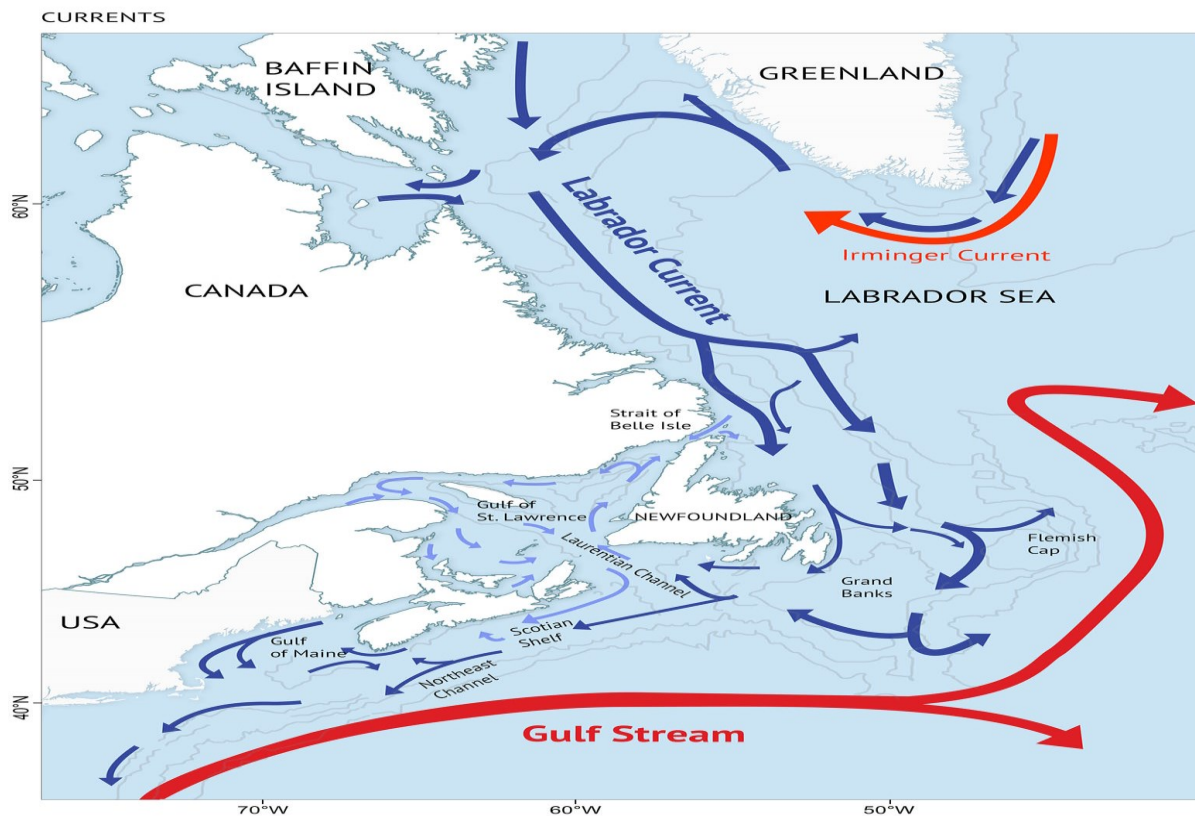 CURRENTS
BAFFIN
ISLAND
GREENLAND
60°N
Labrador Current
Irminger Current
CANADA
LABRADOR SEA
Strait of
Belle Isle
50°N
Gulf of
St. Lawrence
NEWFOUNDLAND
Flemish
Cap
Laurentian Channel
Grand
Banks
USA
Gulf
of Maine
Scotian
Shelf
Northeast
Channel
40°N
Gulf Stream
70°W
60°W
50°W